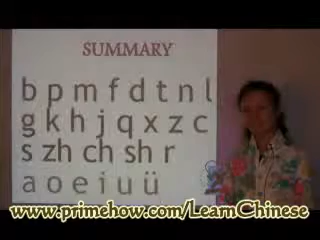 SUMMARY
b p m f d t n l
g k h j q x z c
s zh ch sh r
a o e i u ü
www.primehow.com/LearnChinese